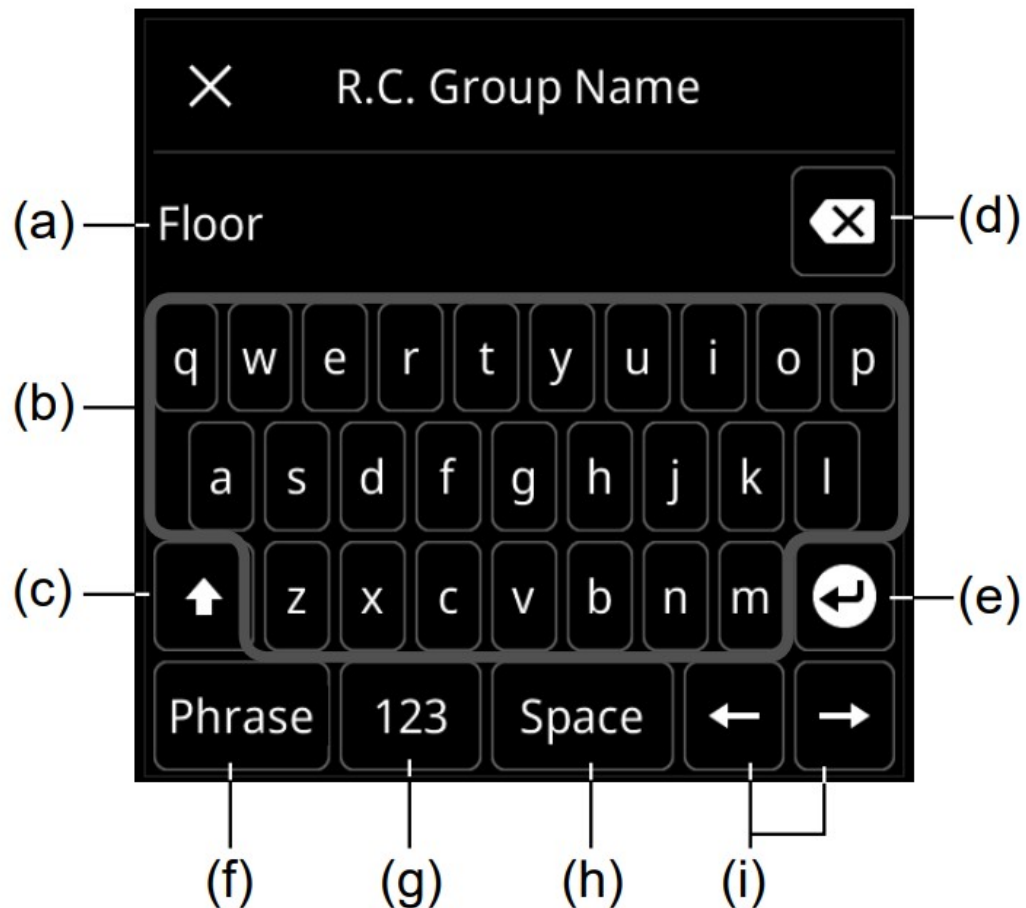 R.C. Group Name
(a) Floor (d)
q w e r t y u i o p
(b)
a s d f g h j k l
(c) z x c v b n m (e)
Phrase 123 Space
(f) (g) (h) (i)